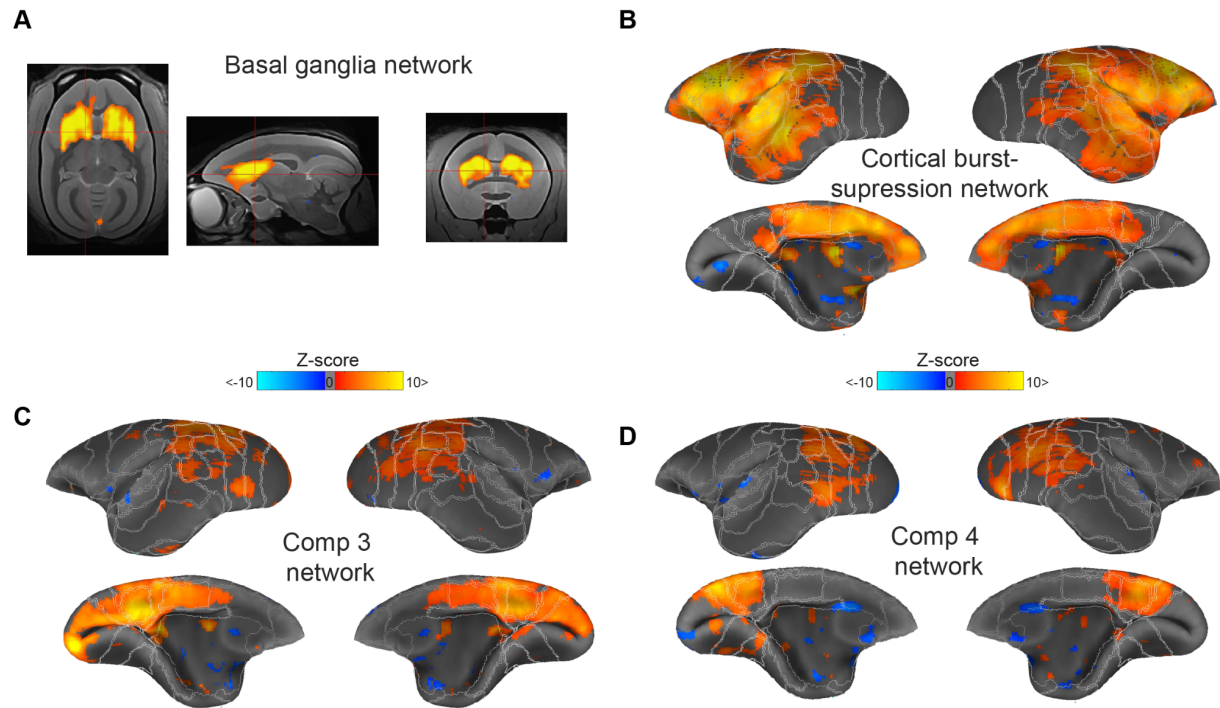 A
Basal ganglia network
B
Cortical burst-
supression network
Z-score
<-10 0 10>
Z-score
<-10 0 10>
C
Comp 3
network
D
Comp 4
network